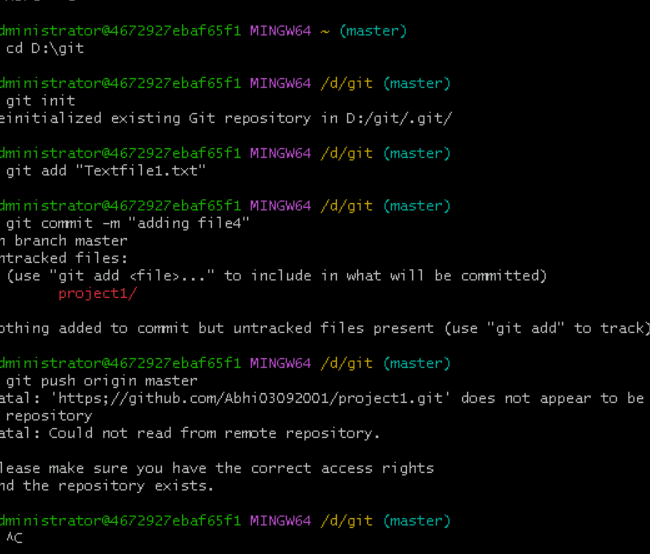 dministrator@4672927ebaf65f1 MINGW64 ~ (master)
cd D:\git
dministrator@4672927ebaf65f1 MINGW64 /d/git (master)
git init
einitialized existing Git repository in D:/git/.git/
dministrator@4672927ebaf65f1 MINGW64 /d/git (master)
git add "Textfile1.txt"
dministrator@4672927ebaf65f1 MINGW64 /d/git (master)
git commit -m "adding file4"
n branch master
ntracked files:
(use "git add <file>..." to include in what will be committed)
project1/
othing added to commit but untracked files present (use "git add" to track)
dministrator@4672927ebaf65f1 MINGW64 /d/git (master)
git push origin master
atal: 'https;//github.com/Abhi03092001/project1.git' does not appear to be
repository
atal: Could not read from remote repository.
lease make sure you have the correct access rights
nd the repository exists.
dministrator@4672927ebaf65f1 MINGW64 /d/git (master)
^C